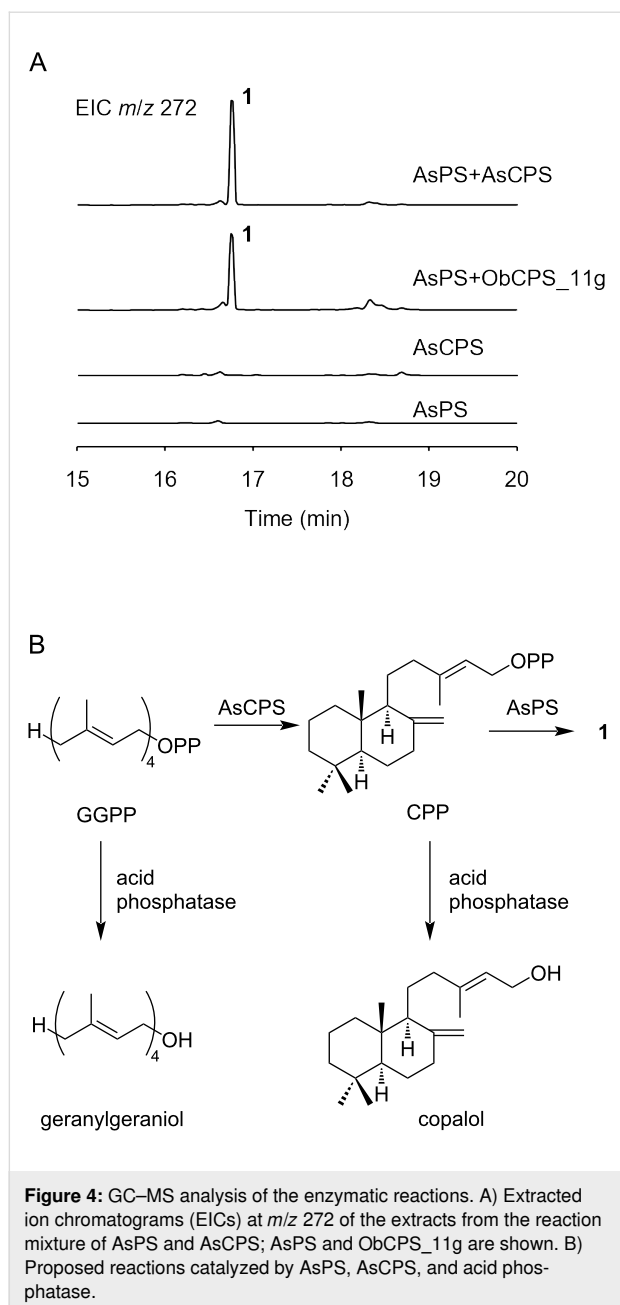 A
EIC m/z 272
1
AsPS+AsCPS
1
AsPS+ObCPS_11g
AsCPS
AsPS
15 16 17 18 19 20
Time (min)
B
H
4
OPP
AsCPS
OPP
H
H
AsPS
1
GGPP
CPP
acid
phosphatase
acid
phosphatase
H
4
OH
OH
H
H
geranylgeraniol
copalol
Figure 4: GC–MS analysis of the enzymatic reactions. A) Extracted
ion chromatograms (EICs) at m/z 272 of the extracts from the reaction
mixture of AsPS and AsCPS; AsPS and ObCPS_11g are shown. B)
Proposed reactions catalyzed by AsPS, AsCPS, and acid phos-
phatase.